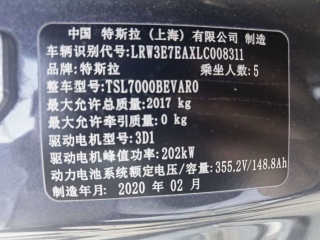 中国 特斯拉（上海）有限公司 制造
车辆识别代号：LRW3E7EAXLC008311
品牌：特斯拉 乘坐人数：5
整车型号：TSL7000BEVAR0
最大允许总质量：2017 kg
最大允许牵引质量：0 kg
驱动电机型号：3D1
驱动电机峰值功率：202kW
动力电池系统额定电压/容量：355.2V/148.8Ah
制造年月：2020 年 02 月